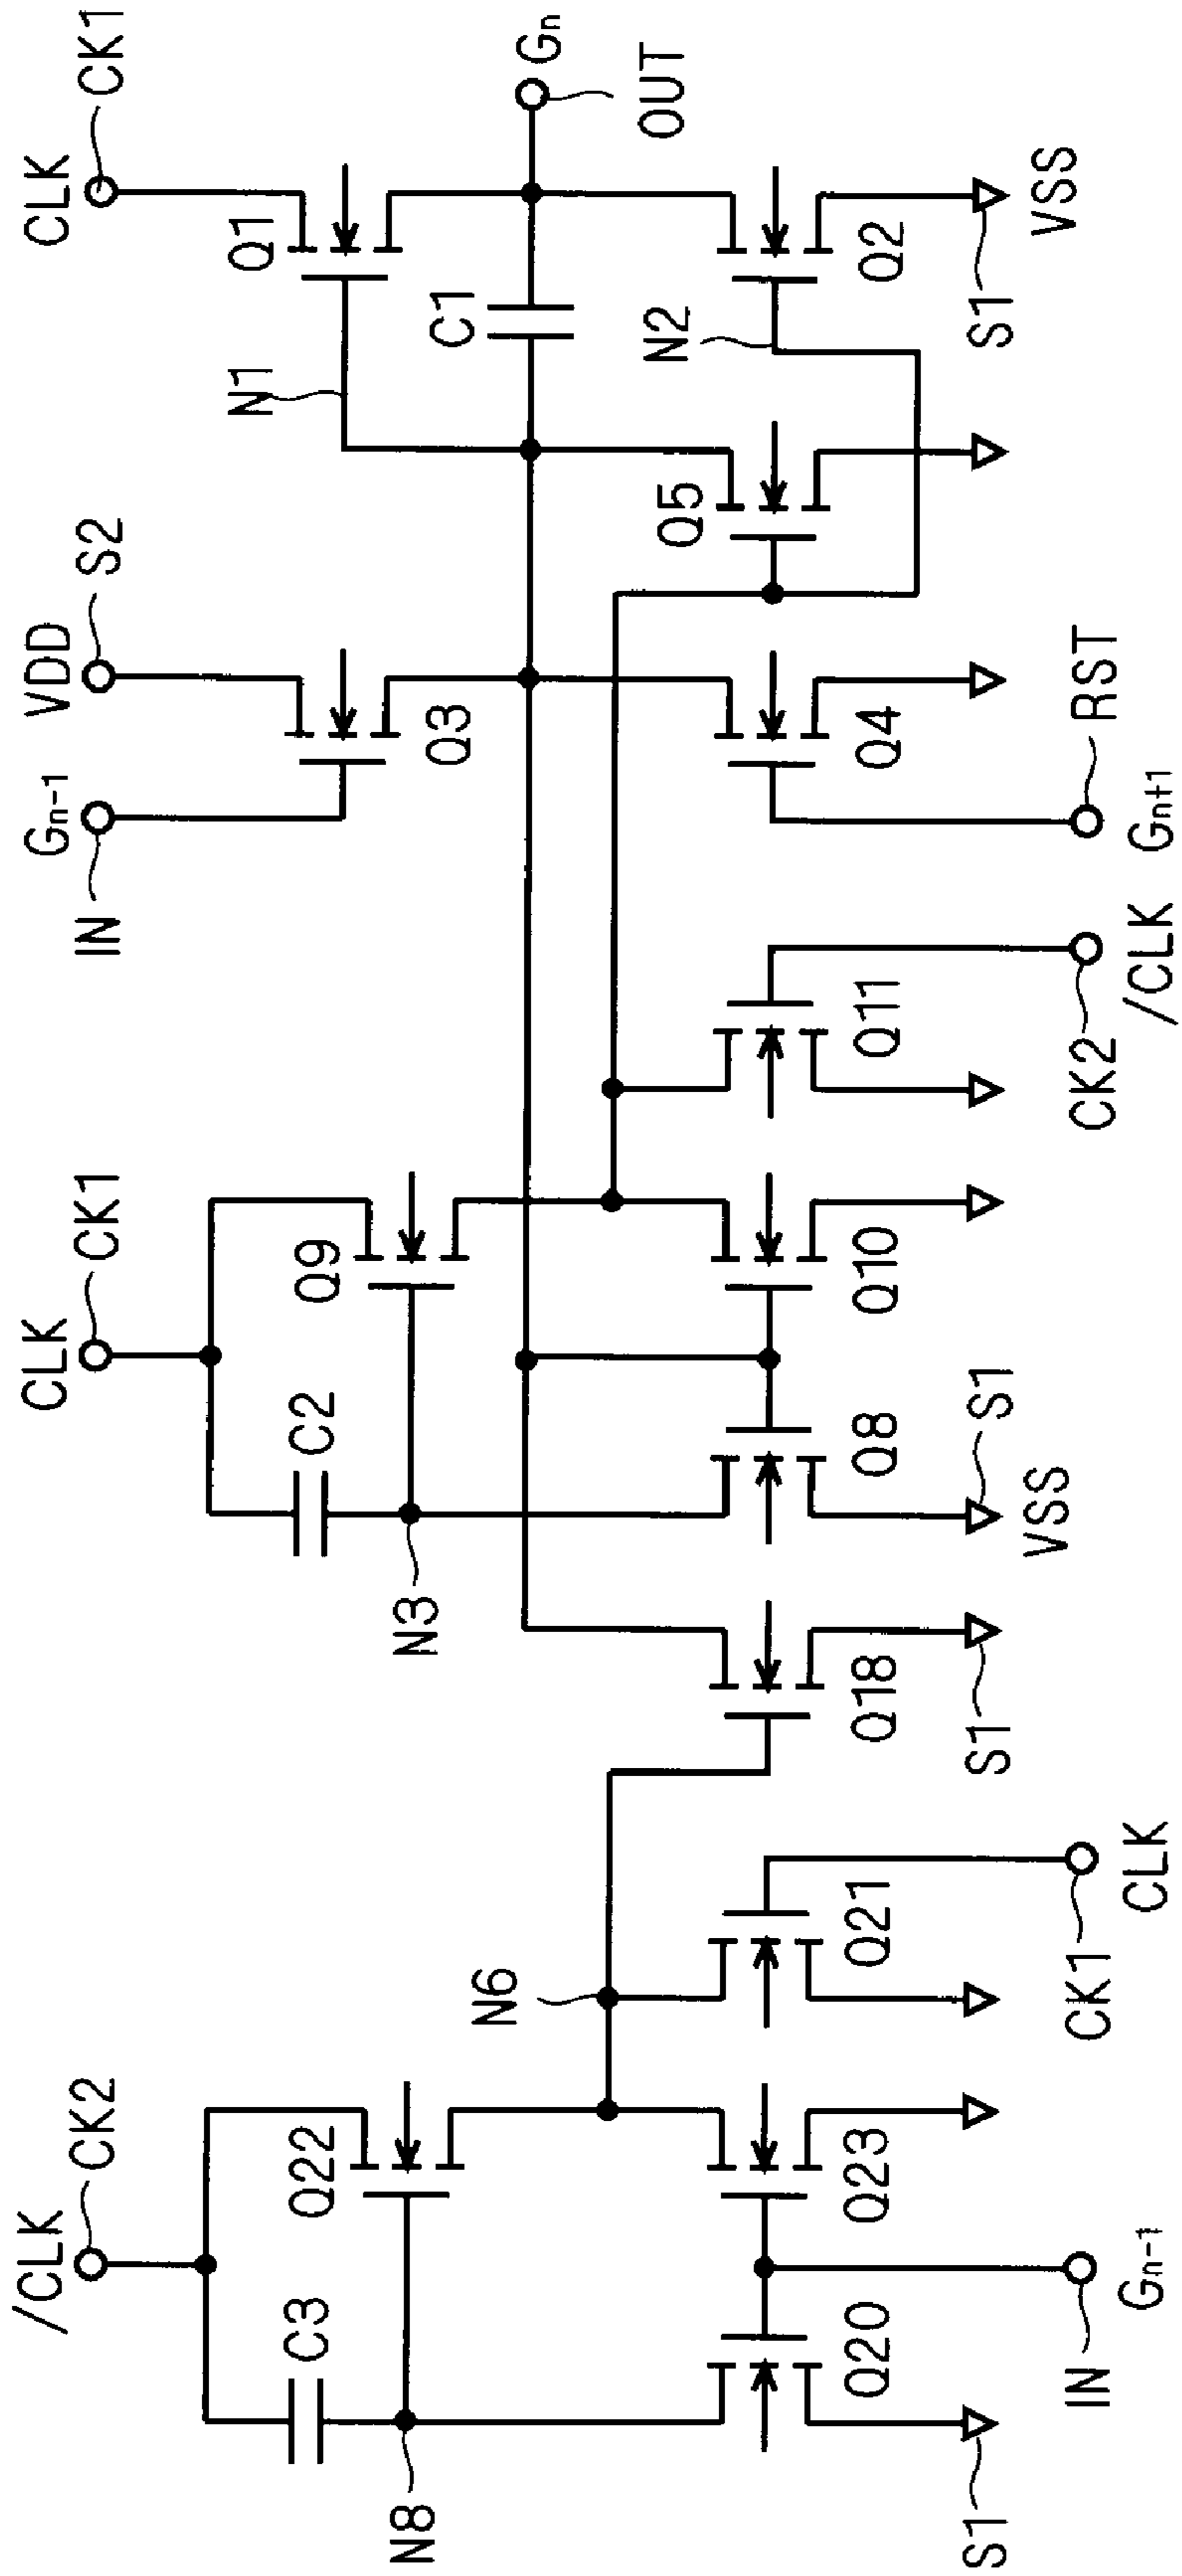 /CLK
CLK
Gn-1
VDD
CLK
CK2
CK1
IN
S2
CK1
N1
Q1
C3
Q22
C2
Q9
N8
N3
Q3
C1
N6
Gn
Q5
N2
OUT
Q20
Q23
Q21
Q18
Q8
Q10
Q11
Q4
Q2
S1
S1
S1
S1
VSS
VSS
IN
CK1
CK2
RST
Gn-1
CLK
/CLK
Gn+1